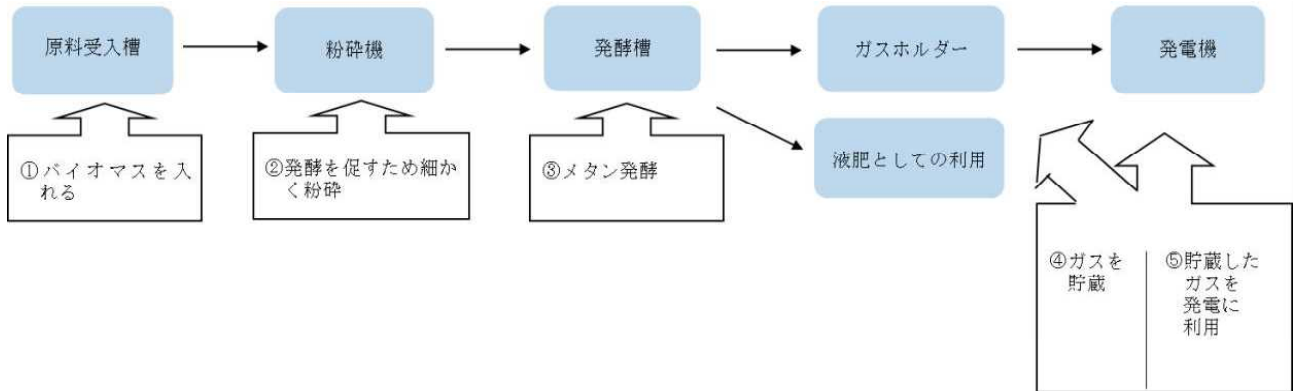 原料受入槽
粉砕機
発酵槽
ガスホルダー
発電機
液肥としての利用
①バイオマスを入
れる
②発酵を促すため細か
く粉砕
③メタン発酵
④ガスを
貯蔵
⑤貯蔵した
ガスを
発電に
利用